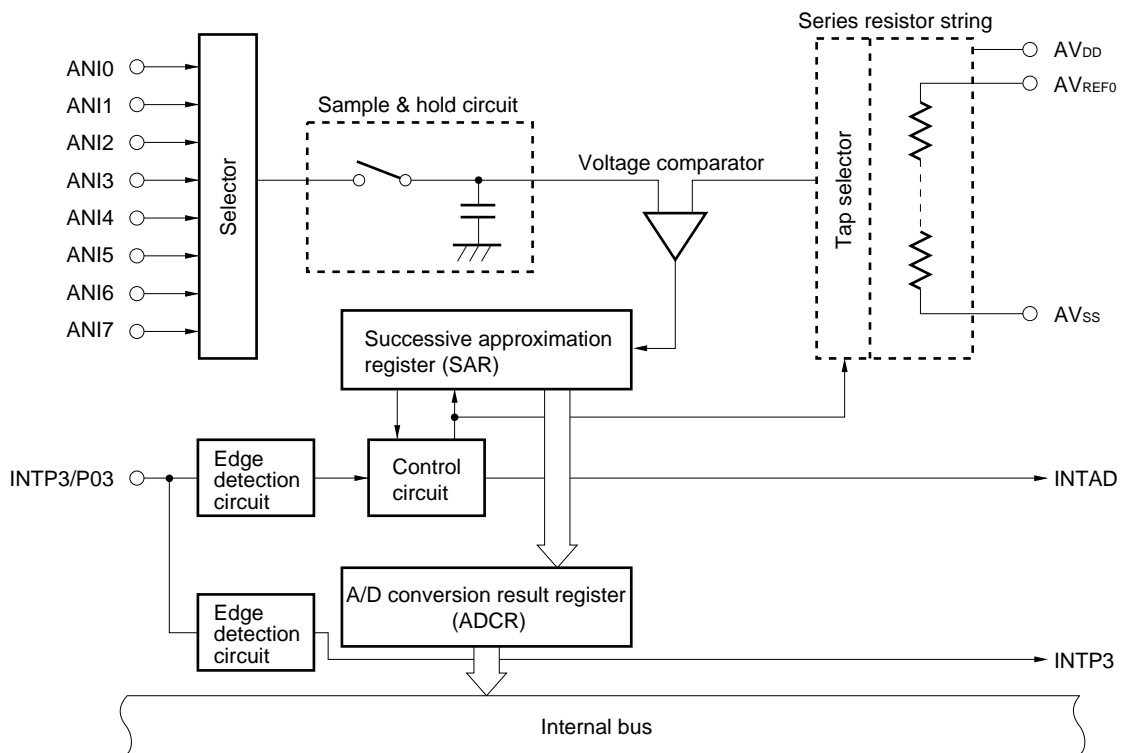 Series resistor string
ANI0
ANI1
ANI2
ANI3
ANI4
ANI5
ANI6
ANI7
Selector
Sample & hold circuit
Voltage comparator
Tap selector
AVDD
AVREF0
AVSS
Successive approximation
register (SAR)
INTP3/P03
Edge
detection
circuit
Control
circuit
INTAD
A/D conversion result register
(ADCR)
Edge
detection
circuit
INTP3
Internal bus